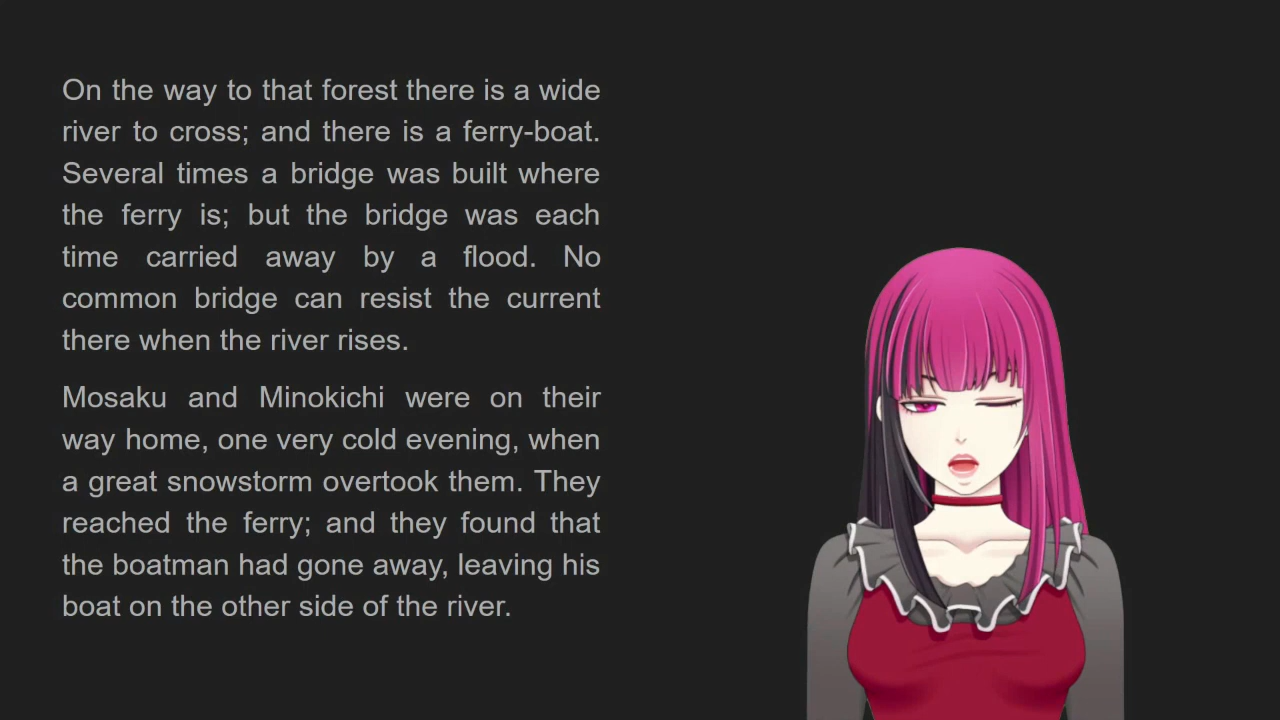 On the way to that forest there is a wide
river to cross; and there is a ferry-boat.
Several times a bridge was built where
the ferry is; but the bridge was each
time carried away by a flood. No
common bridge can resist the current
there when the river rises.
Mosaku and Minokichi were on their
way home, one very cold evening, when
a great snowstorm overtook them. They
reached the ferry; and they found that
the boatman had gone away, leaving his
boat on the other side of the river.